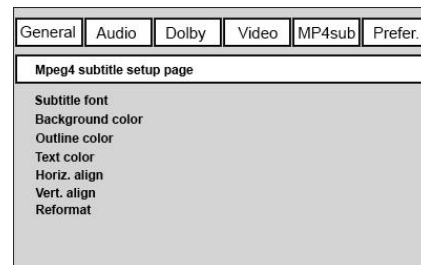 General Audio Dolby Video MP4sub Prefer.
Mpeg4 subtitle setup page
Subtitle font
Background color
Outline color
Text color
Horiz. align
Vert. align
Reformat